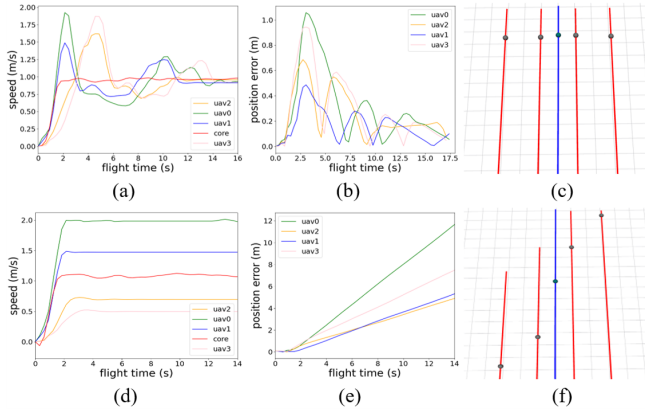 2.00
1.75
1.50
1.25
1.00
0.75
0.50
0.25
0.00
speed (m/s)
0 2 4 6 8 10 12 14 16
flight time (s)
uav2
uav0
uav1
core
uav3
(a)
1.0
0.8
0.6
0.4
0.2
0.0
position error (m)
0.0 2.5 5.0 7.5 10.0 12.5 15.0 17.5
flight time (s)
uav0
uav2
uav1
uav3
(b)
(c)
2.0
1.5
1.0
0.5
0.0
speed (m/s)
0 2 4 6 8 10 12 14
flight time (s)
uav2
uav0
uav1
core
uav3
(d)
12
10
8
6
4
2
0
position error (m)
0 2 4 6 8 10 12 14
flight time (s)
uav0
uav2
uav1
uav3
(e)
(f)